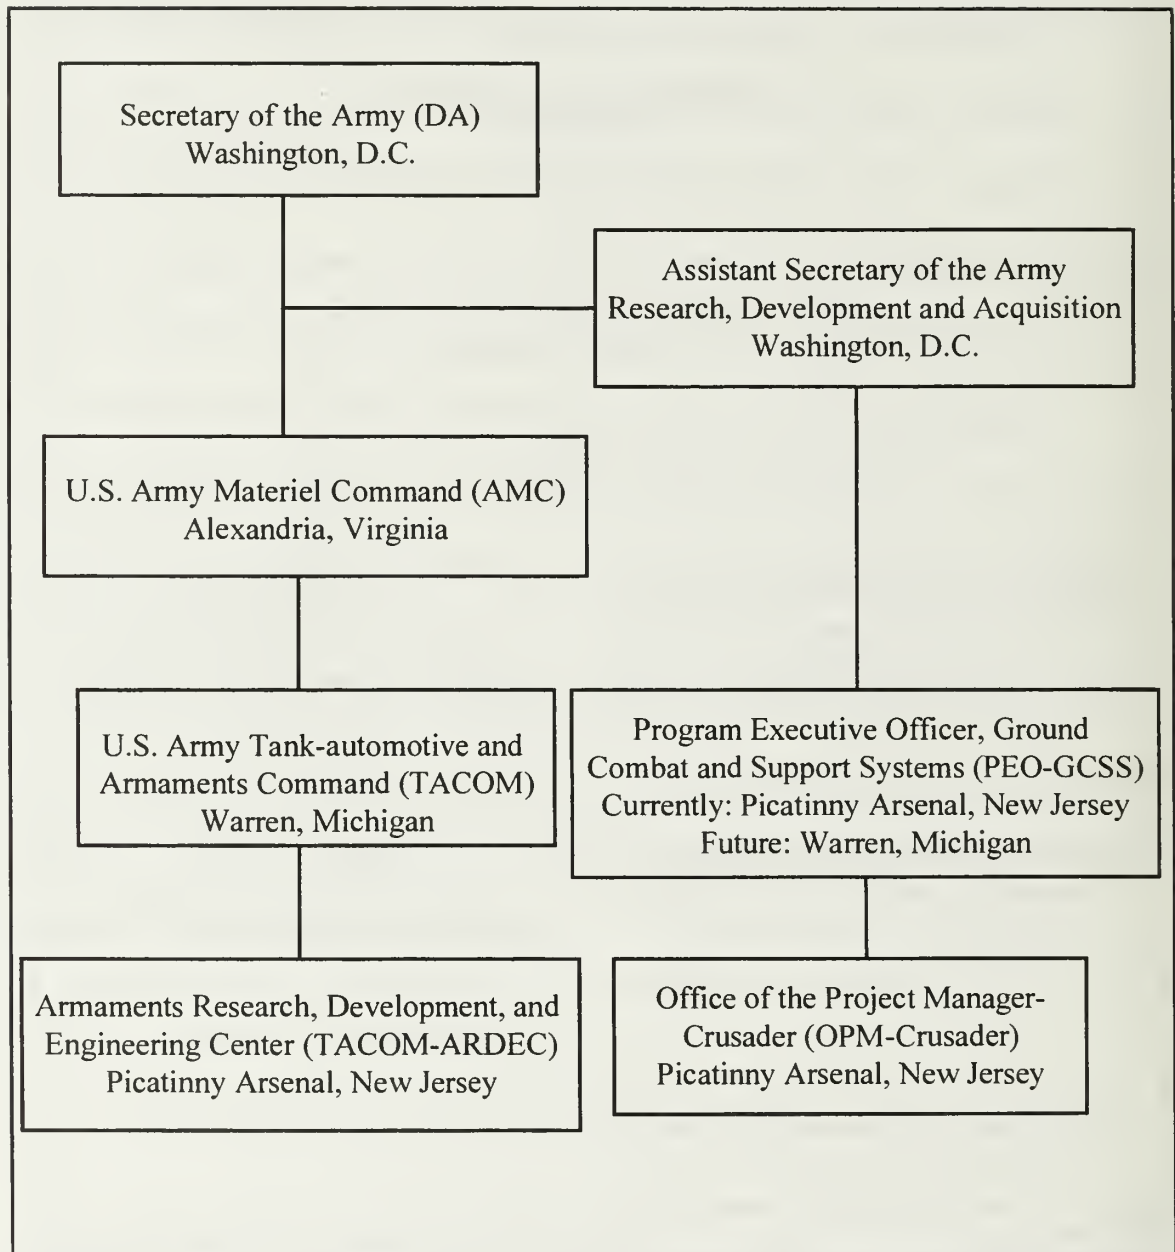 Secretary of the Army (DA)
Washington, D.C.
Assistant Secretary of the Army
Research, Development and Acquisition
Washington, D.C.
U.S. Army Materiel Command (AMC)
Alexandria, Virginia
U.S. Army Tank-automotive and
Armaments Command (TACOM)
Warren, Michigan
Program Executive Officer, Ground
Combat and Support Systems (PEO-GCSS)
Currently: Picatinny Arsenal, New Jersey
Future: Warren, Michigan
Armaments Research, Development, and
Engineering Center (TACOM-ARDEC)
Picatinny Arsenal, New Jersey
Office of the Project Manager-
Crusader (OPM-Crusader)
Picatinny Arsenal, New Jersey